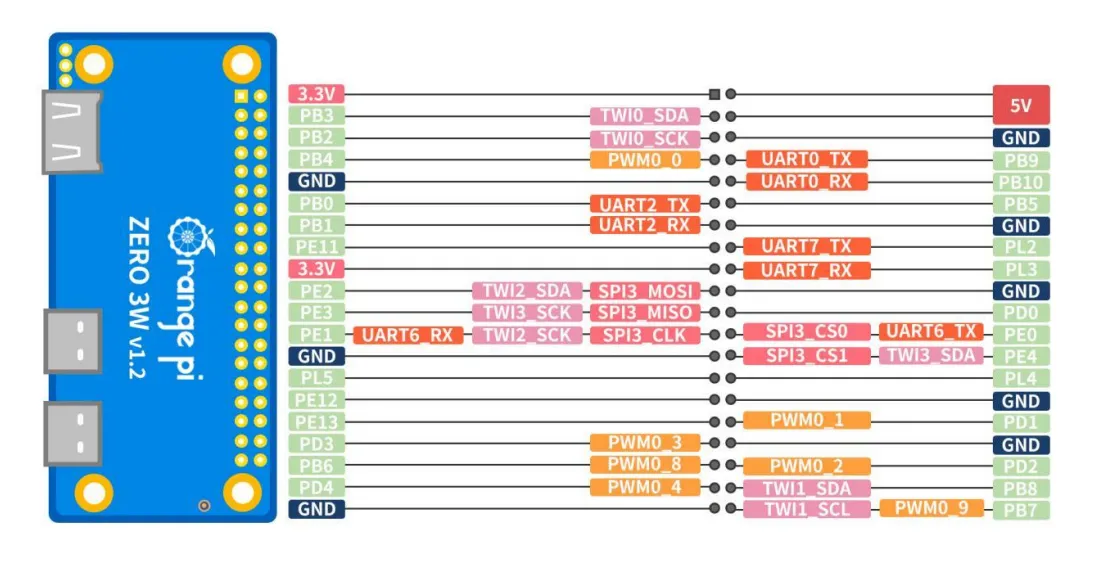 3.3V 5V
PB3 TWI0_SDA
PB2 TWI0_SCK GND
PB4 PWM0_0 UART0_TX PB9
GND UART0_RX PB10
PB0 UART2_TX PB5
PB1 UART2_RX GND
PE11 UART7_TX PL2
3.3V UART7_RX PL3
PE2 TWI2_SDA SPI3_MOSI GND
PE3 TWI3_SCK SPI3_MISO PD0
PE1 UART6_RX TWI2_SCK SPI3_CLK SPI3_CS0 UART6_TX PE0
GND SPI3_CS1 TWI3_SDA PE4
PL5 PL4
PE12 GND
PE13 PWM0_1 PD1
PD3 PWM0_3 GND
PB6 PWM0_8 PWM0_2 PD2
PD4 PWM0_4 TWI1_SDA PB8
GND TWI1_SCL PWM0_9 PB7
Orange pi
ZERO 3W v1.2